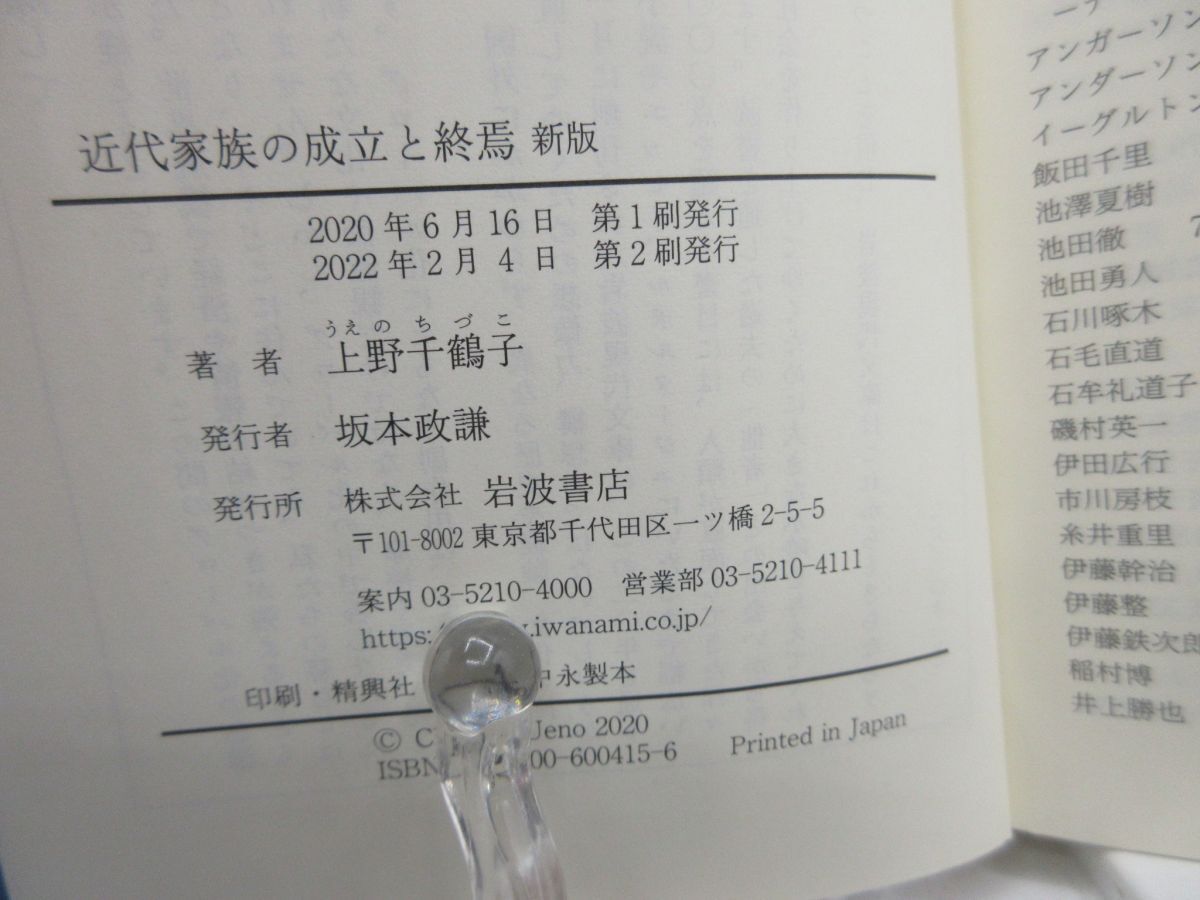 近代家族の成立と終焉 新版
2020年6月16日 第1刷発行
2022年2月4日 第2刷発行
うえのちづこ
著 者 上野千鶴子
発行者 坂本政謙
発行所 株式会社 岩波書店
〒101-8002 東京都千代田区一ツ橋2-5-5
案内 03-5210-4000 営業部 03-5210-4111
https:/ .iwanami.co.jp/
印刷・精興社 中永製本
© C Ueno 2020
ISBN 00-600415-6 Printed in Japan
アンガーソン
アンダーソン
イーグルトン
飯田千里
池澤夏樹
池田徹
池田勇人
石川啄木
石毛直道
石牟礼道子
磯村英一
伊田広行
市川房枝
糸井重里
伊藤幹治
伊藤整
伊藤鉄次郎
稲村博
井上勝也